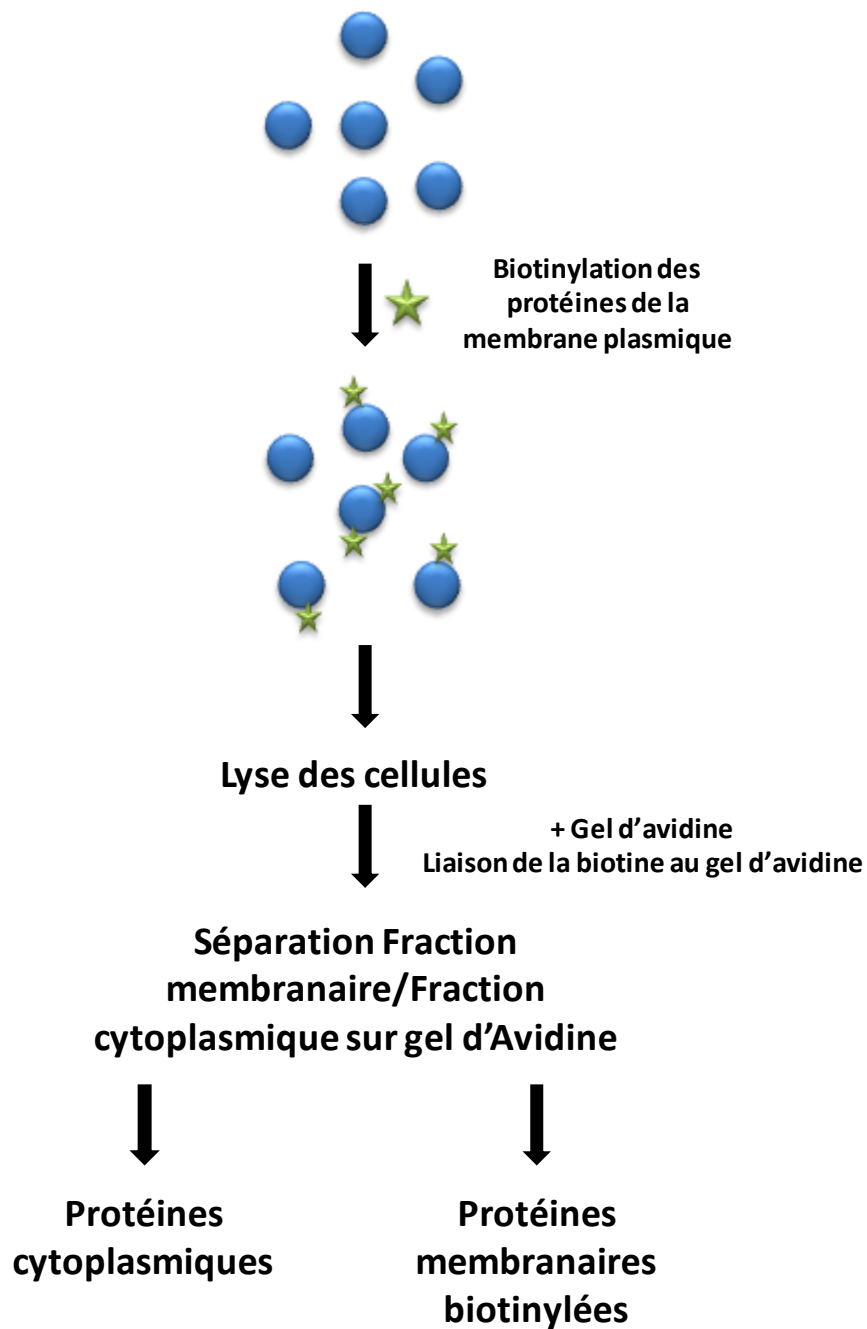 Biotinylation des
protéines de la
membrane plasmique
Lyse des cellules
+ Gel d’avidine
Liaison de la biotine au gel d’avidine
Séparation Fraction
membranaire/Fraction
cytoplasmique sur gel d’Avidine
Protéines
cytoplasmiques
Protéines
membranaires
biotinylées